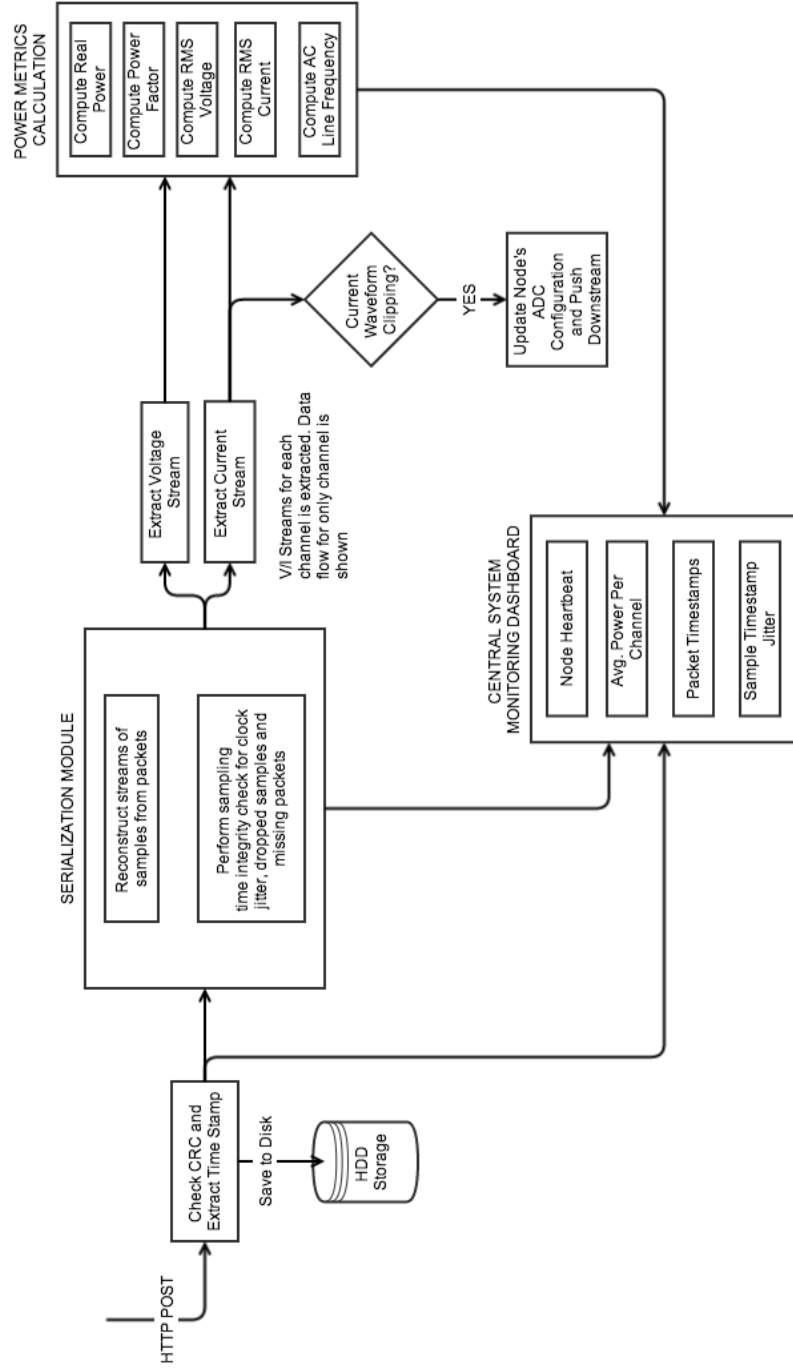 HTTP POST
Check CRC and
Extract Time Stamp
Save to Disk
HDD
Storage
SERIALIZATION MODULE
Reconstruct streams of
samples from packets
Perform sampling
time integrity check for clock
jitter, dropped samples and
missing packets
Extract Voltage
Stream
Extract Current
Stream
V/I Streams for each
channel is extracted. Data
flow for only channel is
shown
Current
Waveform
Clipping?
YES
Update Node's
ADC
Configuration
and Push
Downstream
POWER METRICS
CALCULATION
Compute Real
Power
Compute Power
Factor
Compute RMS
Voltage
Compute RMS
Current
Compute AC
Line Frequency
CENTRAL SYSTEM
MONITORING DASHBOARD
Node Heartbeat
Avg. Power Per
Channel
Packet Timestamps
Sample Timestamp
Jitter